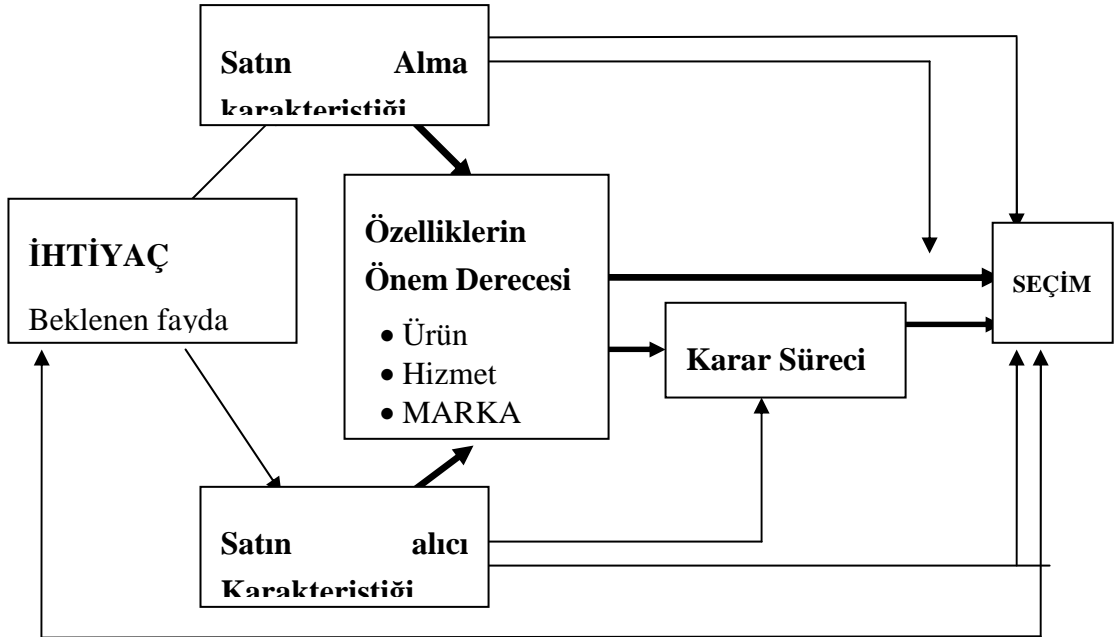 Satın Alma
karakteristiği
İHTİYAÇ
Beklenen fayda
Özelliklerin
Önem Derecesi
• Ürün
• Hizmet
• MARKA
SEÇİM
Karar Süreci
Satın alıcı
Karakteristiği